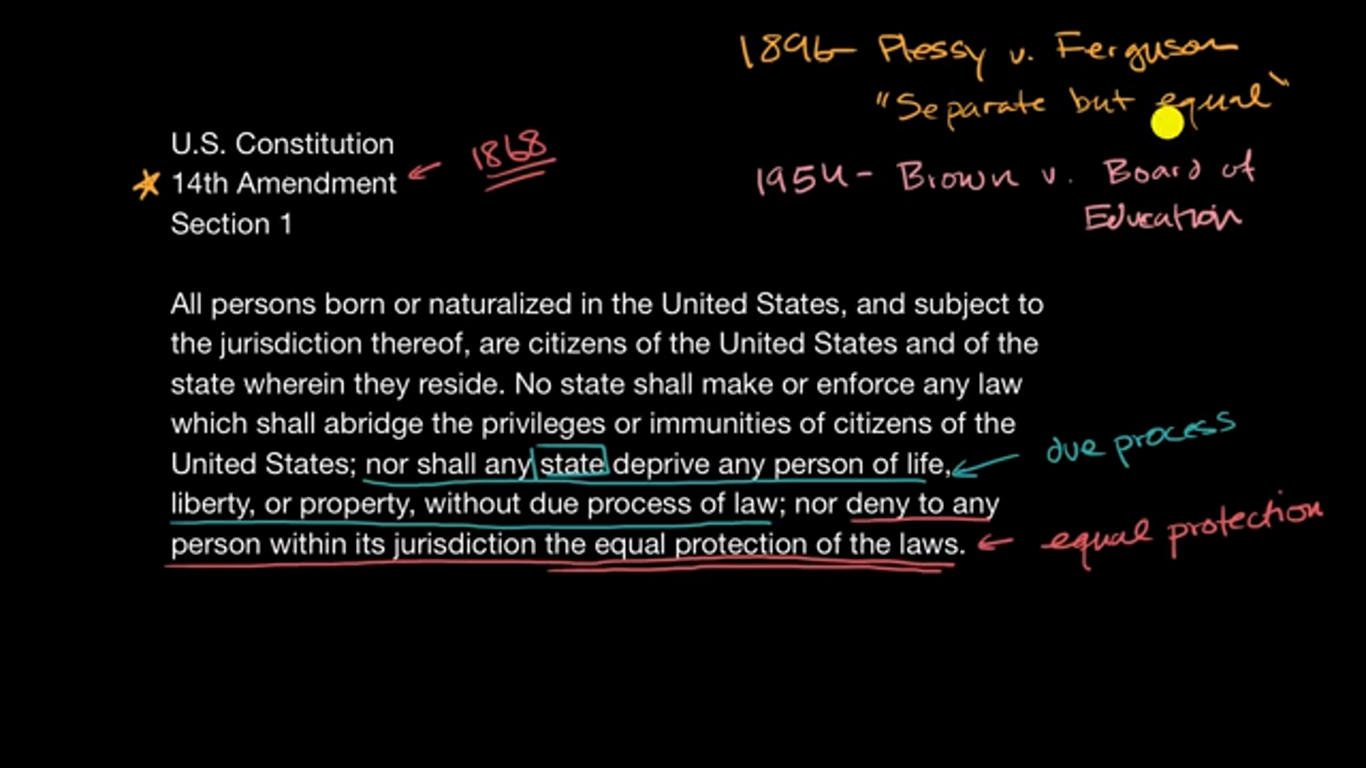 1896- Plessy v. Ferguson
"Separate but equal"
U.S. Constitution
14th Amendment
1868
Section 1
1954- Brown v. Board of
Education
All persons born or naturalized in the United States, and subject to
the jurisdiction thereof, are citizens of the United States and of the
state wherein they reside. No state shall make or enforce any law
which shall abridge the privileges or immunities of citizens of the
United States; nor shall any state deprive any person of life,
liberty, or property, without due process of law; nor deny to any
person within its jurisdiction the equal protection of the laws.
due process
equal protection